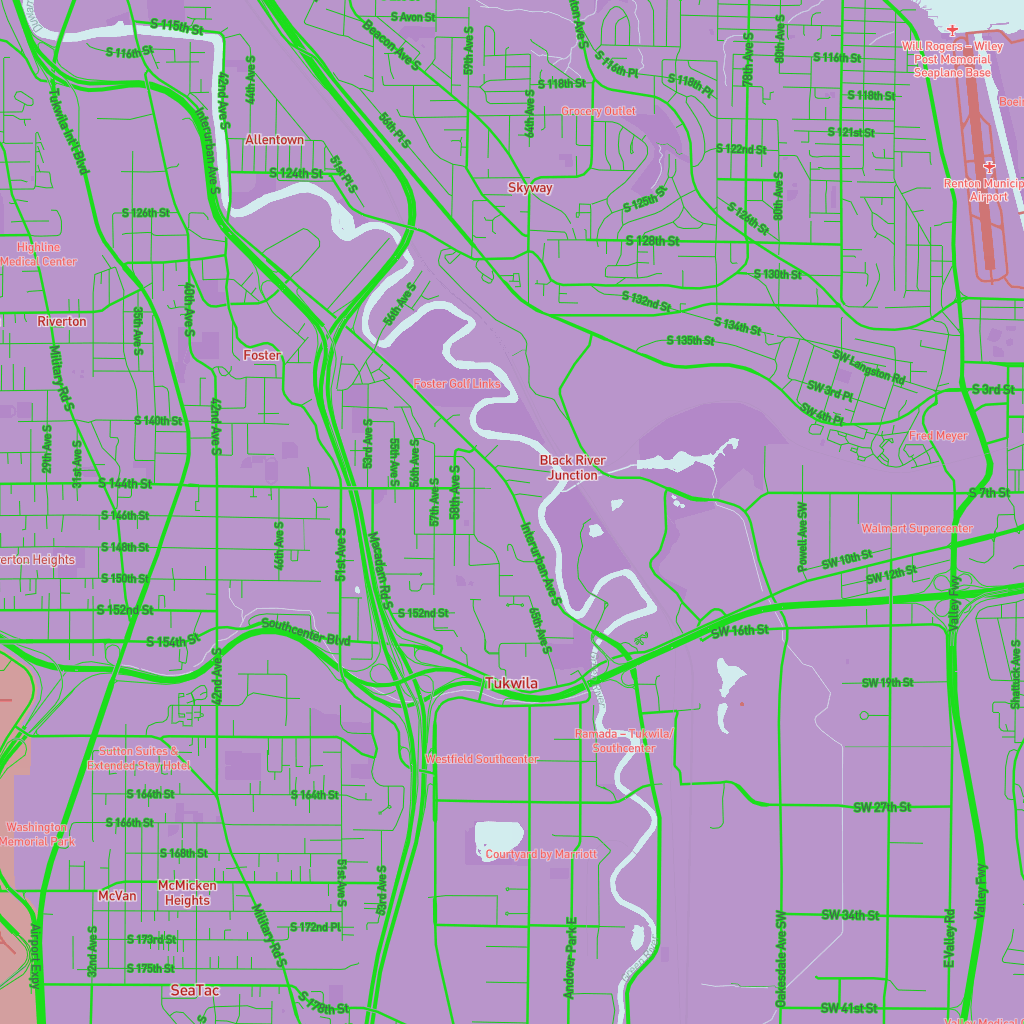 S Avon St
S 115th St
Beacon Ave S
59th Ave S
78th Ave S
80th Ave S
Will Rogers – Wiley
Post Memorial
Seaplane Base
S 116th St
S 116th Pl
S 116th St
42nd Ave S
44th Ave S
S 118th St
S 118th Pl
S 118th St
Tukwila Int'l Blvd
Interurban Ave S
64th Ave S
Grocery Outlet
56th Pl S
S 121st St
Allentown
S 122nd St
S 124th St
51st Pl S
Skyway
80th Ave S
Renton Municip
Airport
S 125th St
S 126th St
S 126th St
Highline
Medical Center
S 128th St
S 130th St
40th Ave S
56th Ave S
S 132nd St
Riverton
35th Ave S
S 134th St
S 135th St
Foster
Military Rd S
Foster Golf Links
SW Langston Rd
SW 3rd Pl
S 3rd St
SW 4th Pl
S 140th St
42nd Ave S
Fred Meyer
29th Ave S
31st Ave S
53rd Ave S
55th Ave S
56th Ave S
57th Ave S
58th Ave S
Black River
Junction
S 144th St
S 7th St
S 146th St
Walmart Supercenter
Powell Ave SW
S 148th St
46th Ave S
51st Ave S
Macadam Rd S
Interurban Ave S
erton Heights
SW 10th St
S 150th St
SW 12th St
S 152nd St
S 152nd St
Valley Fwy
65th Ave S
S 154th St
Southcenter Blvd
SW 16th St
42nd Ave S
Tukwila
SW 19th St
Shattuck Ave S
Ramada – Tukwila/
Southcenter
Sutton Suites &
Extended Stay Hotel
Westfield Southcenter
S 164th St
S 164th St
SW 27th St
Washington
Memorial Park
S 166th St
S 168th St
Courtyard by Marriott
51st Ave S
53rd Ave S
McMicken
Heights
McVan
Valley Fwy
SW 34th St
Military Rd S
S 172nd Pl
S 173rd St
32nd Ave S
Airport Expy
Andover Park E
Oakesdale Ave SW
E Valley Rd
S 175th St
SeaTac
S 178th St
SW 41st St